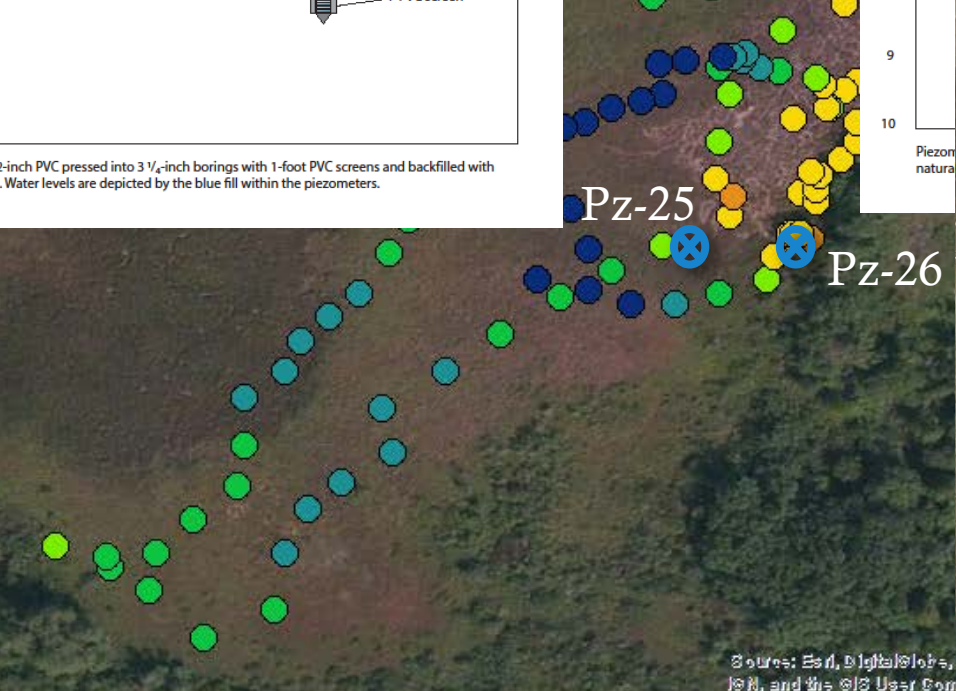 2-inch PVC pressed into 3 1/4-inch borings with 1-foot PVC screens and backfilled with
. Water levels are depicted by the blue fill within the piezometers.
9
10
Piezom
natura
Pz-25
Pz-26
Source: Esri, DigitalGlobe,
IGN, and the GIS User Com